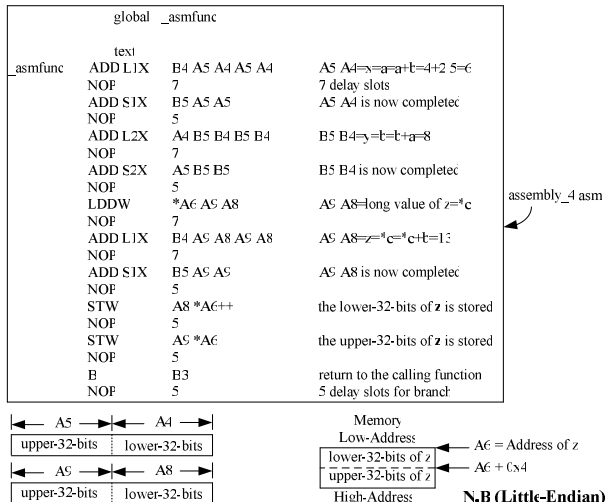 global _asmfunc
text
_asmfunc ADD L1X B4 A5 A4 A5 A4 A5 A4=x=a=a+b=4+2 5=6
NOP 7 7 delay slots
ADD S1X B5 A5 A5 A5 A4 is now completed
NOP 5
ADD L2X A4 B5 B4 B5 B4 B5 B4=y=b=b+a=8
NOP 7
ADD S2X A5 B5 B5 B5 B4 is now completed
NOP 5
LDDW *A6 A9 A8 A9 A8=long value of z=*c
NOP 7
ADD L1X B4 A9 A8 A9 A8 A9 A8=z=*c=*c+b=13
NOP 5
ADD S1X B5 A9 A9 A9 A8 is now completed
NOP 5
STW A8 *A6++ the lower-32-bits of z is stored
NOP 5
STW A9 *A6 the upper-32-bits of z is stored
NOP 5
B B3 return to the calling function
NOP 5 5 delay slots for branch
assembly_4 asm
A5 A4
upper-32-bits lower-32-bits
A9 A8
upper-32-bits lower-32-bits
Memory
Low-Address
lower-32-bits of z
upper-32-bits of z
High-Address
A6 = Address of z
A6 + 0x4
N.B (Little-Endian)